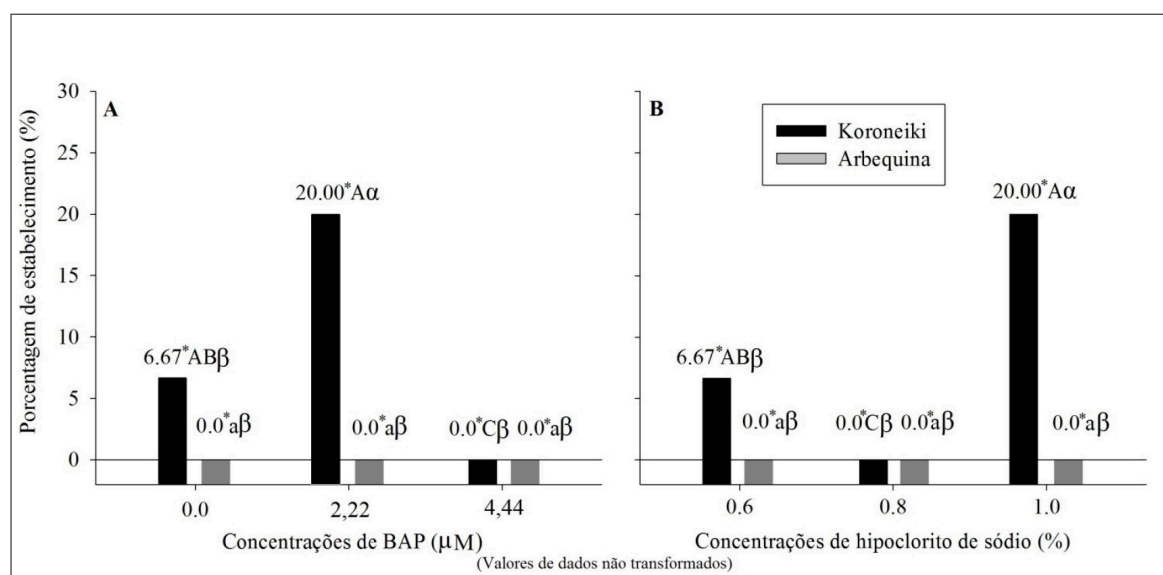 Porcentagem de estabelecimento (%)
30
25
20
15
10
5
0
A
6.67*ABβ
0.0*aβ
20.00*Aα
0.0*aβ
0.0*Cβ
0.0*aβ
0.0
2,22
4,44
Concentrações de BAP (μM)
B
Koroneiki
Arbequina
6.67*ABβ
0.0*aβ
0.0*Cβ
0.0*aβ
20.00*Aα
0.0*aβ
0.6
0.8
1.0
Concentrações de hipoclorito de sódio (%)
(Valores de dados não transformados)